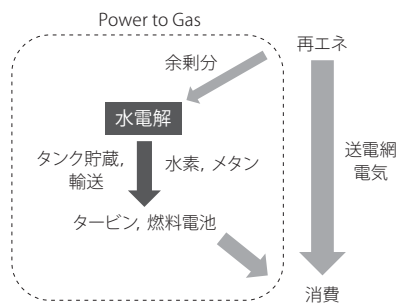 Power to Gas
再エネ
余剰分
水電解
タンク貯蔵,
輸送
水素, メタン
送電網
電気
タービン, 燃料電池
消費